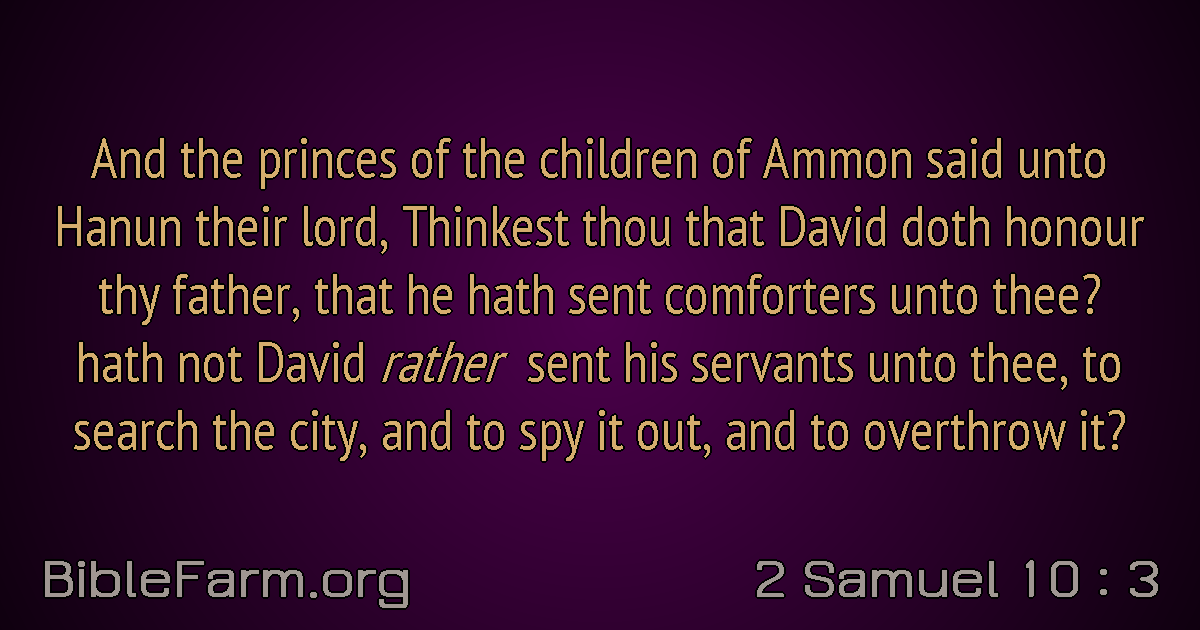 And the princes of the children of Ammon said unto
Hanun their lord, Thinkest thou that David doth honour
thy father, that he hath sent comforters unto thee?
hath not David rather sent his servants unto thee, to
search the city, and to spy it out, and to overthrow it?
BibleFarm.org
2 Samuel 10 : 3